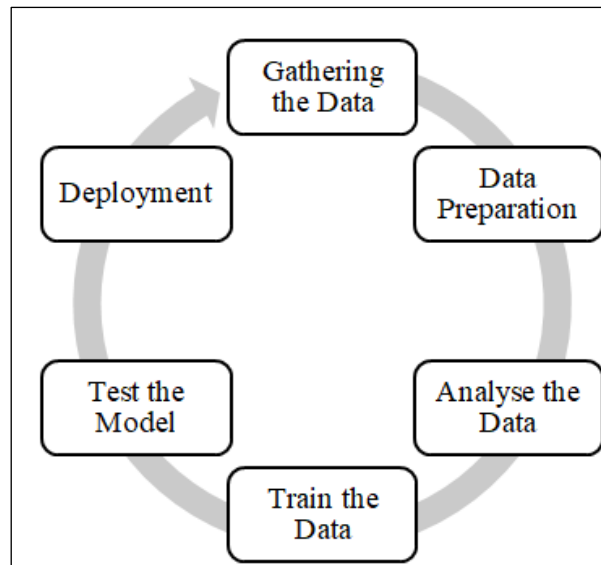 Gathering
the Data
Data
Preparation
Analyse the
Data
Train the
Data
Test the
Model
Deployment